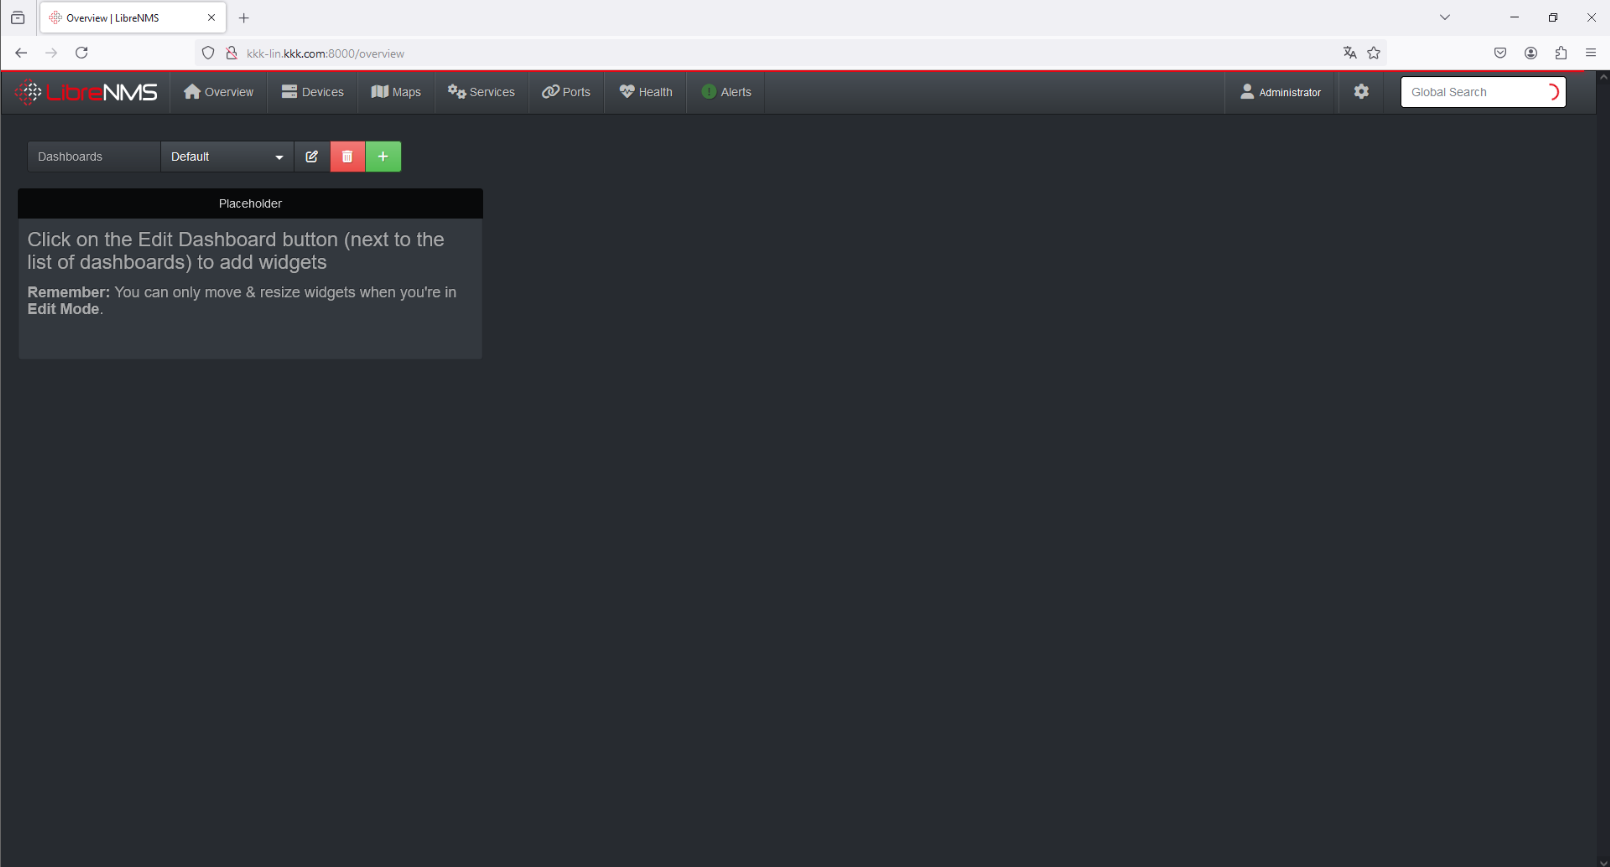 Overview | LibreNMS
kkk-lin.kkk.com:8000/overview
LibreNMS
Overview
Devices
Maps
Services
Ports
Health
Alerts
Administrator
Global Search
Dashboards
Default
Placeholder
Click on the Edit Dashboard button (next to the
list of dashboards) to add widgets
Remember: You can only move & resize widgets when you're in
Edit Mode.